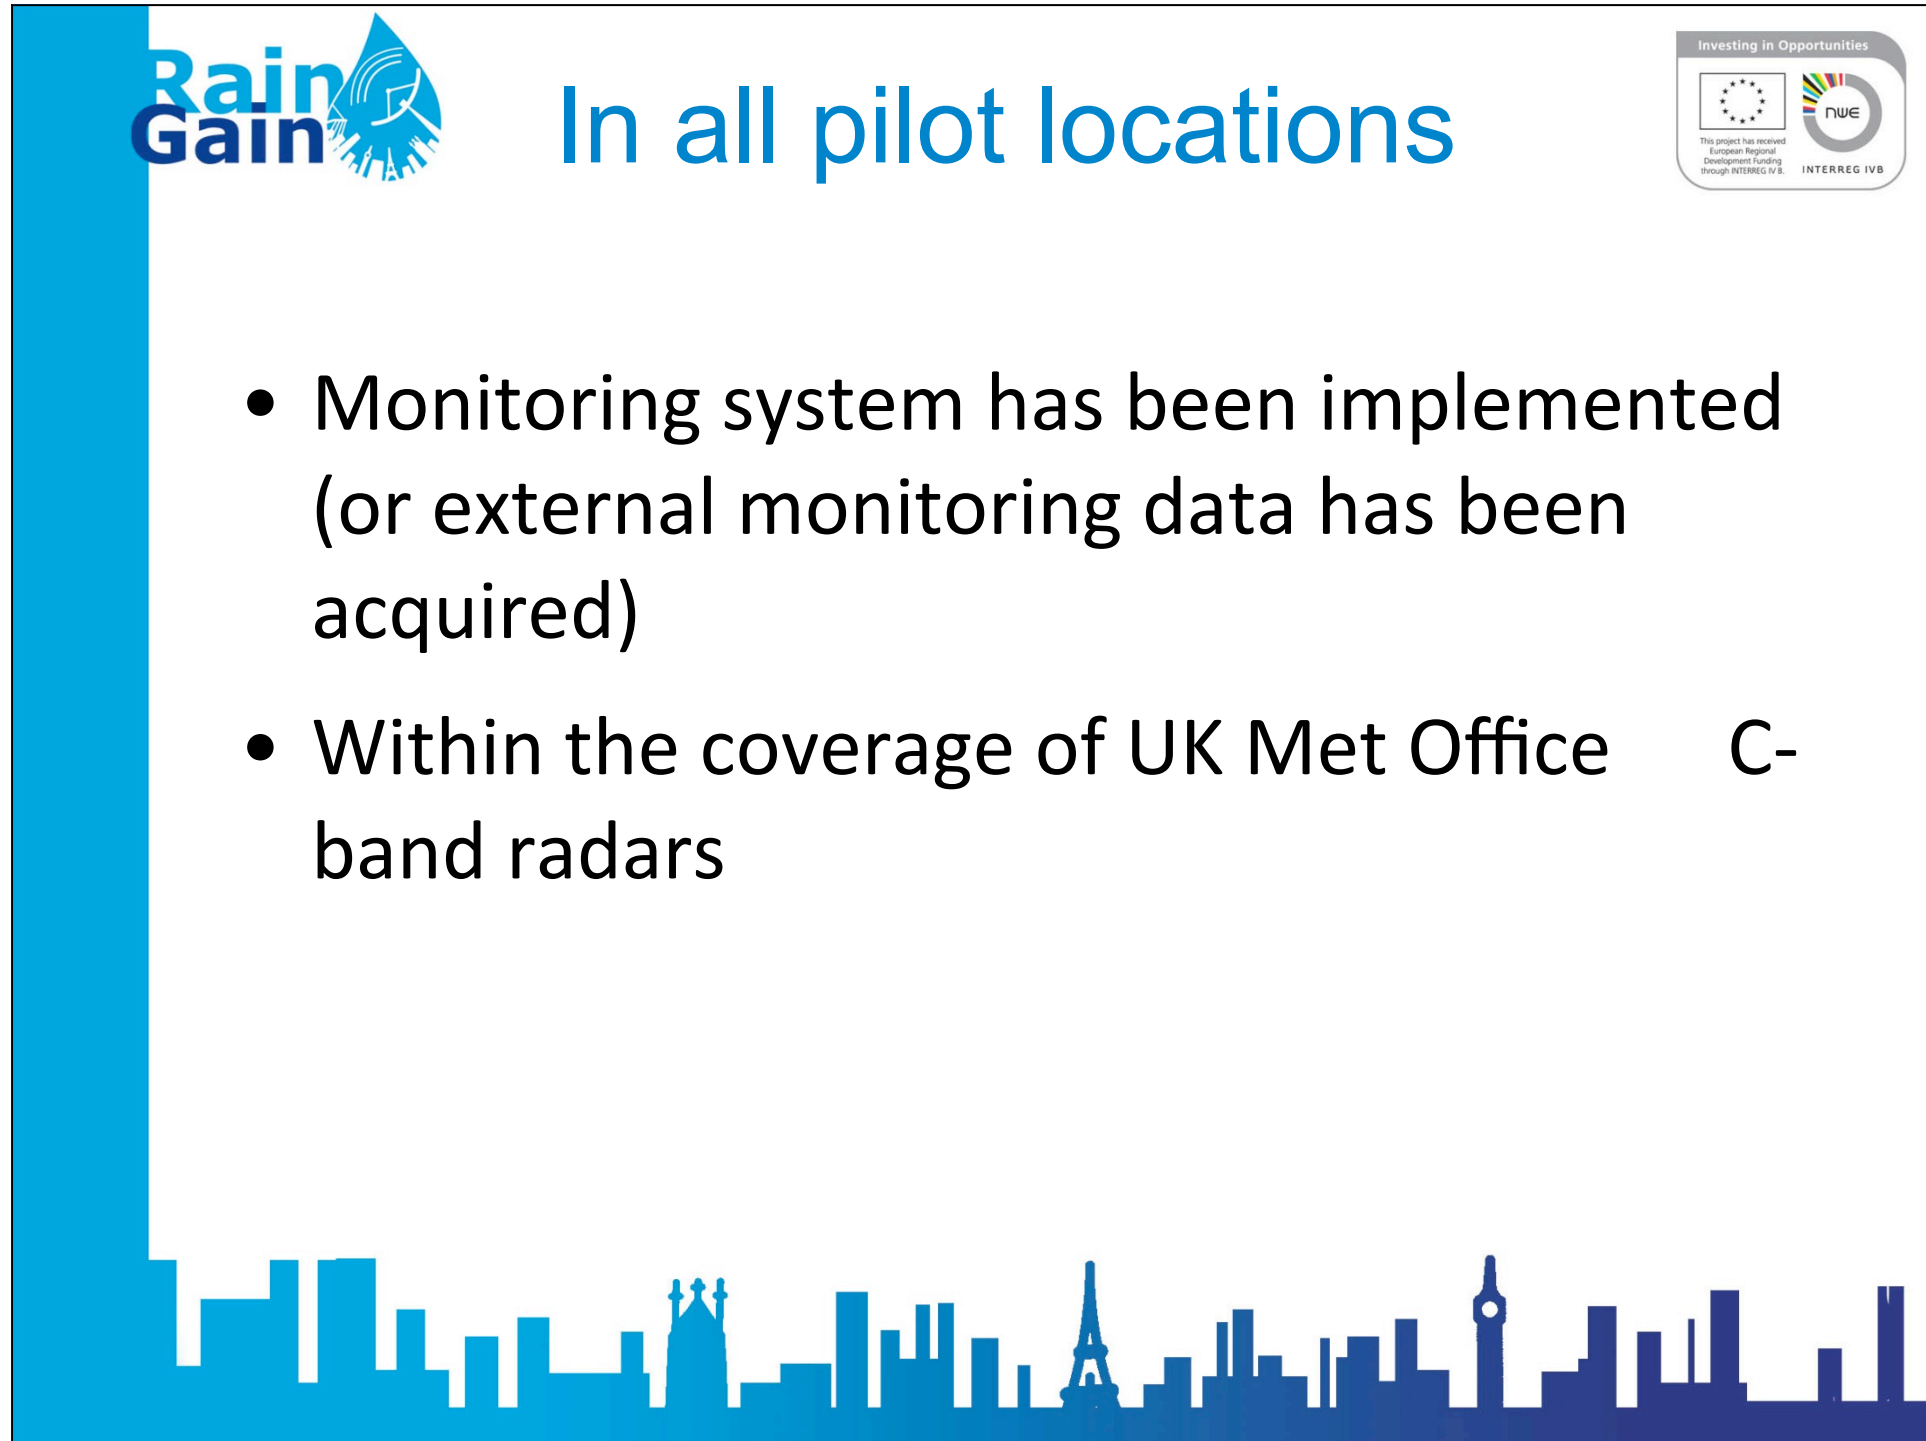 Rain
Gain
In all pilot locations
Investing in Opportunities
This project has received
European Regional
Development Funding
through INTERREG IV B.
nwe
INTERREG IVB
• Monitoring system has been implemented
(or external monitoring data has been
acquired)
• Within the coverage of UK Met Office C-
band radars